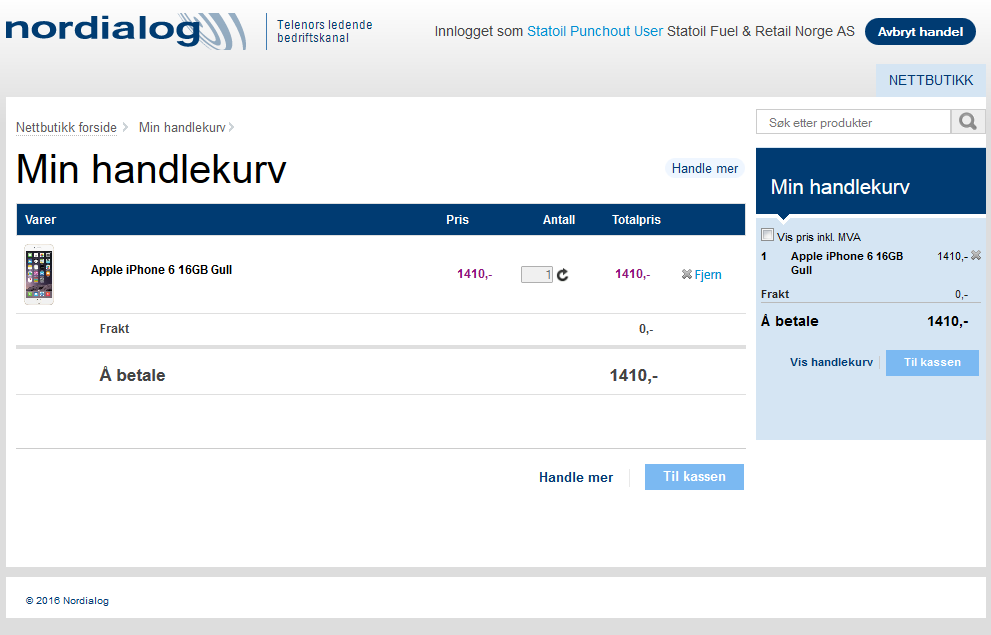 nordialog
Telenors ledende
bedriftskanal
Innlogget som Statoil Punchout User Statoil Fuel & Retail Norge AS
Avbryt handel
NETTBUTIKK
Nettbutikk forside
Min handlekurv
Søk etter produkter
Min handlekurv
Handle mer
Varer Pris Antall Totalpris
Apple iPhone 6 16GB Gull 1410,- 1 1410,- Fjern
Frakt 0,-
Å betale 1410,-
Handle mer
Til kassen
Min handlekurv
Vis pris inkl. MVA
1 Apple iPhone 6 16GB 1410,-
Gull
Frakt 0,-
Å betale 1410,-
Vis handlekurv
Til kassen
© 2016 Nordialog